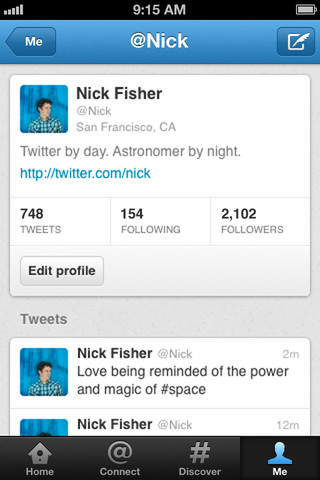 9:15 AM
Me
@Nick
Nick Fisher
@Nick
San Francisco, CA
Twitter by day. Astronomer by night.
http://twitter.com/nick
748 154 2,102
TWEETS FOLLOWING FOLLOWERS
Edit profile
Tweets
Nick Fisher @Nick 2m
Love being reminded of the power
and magic of #space
Nick Fisher @Nick 12m
Home @ Connect # Discover Me